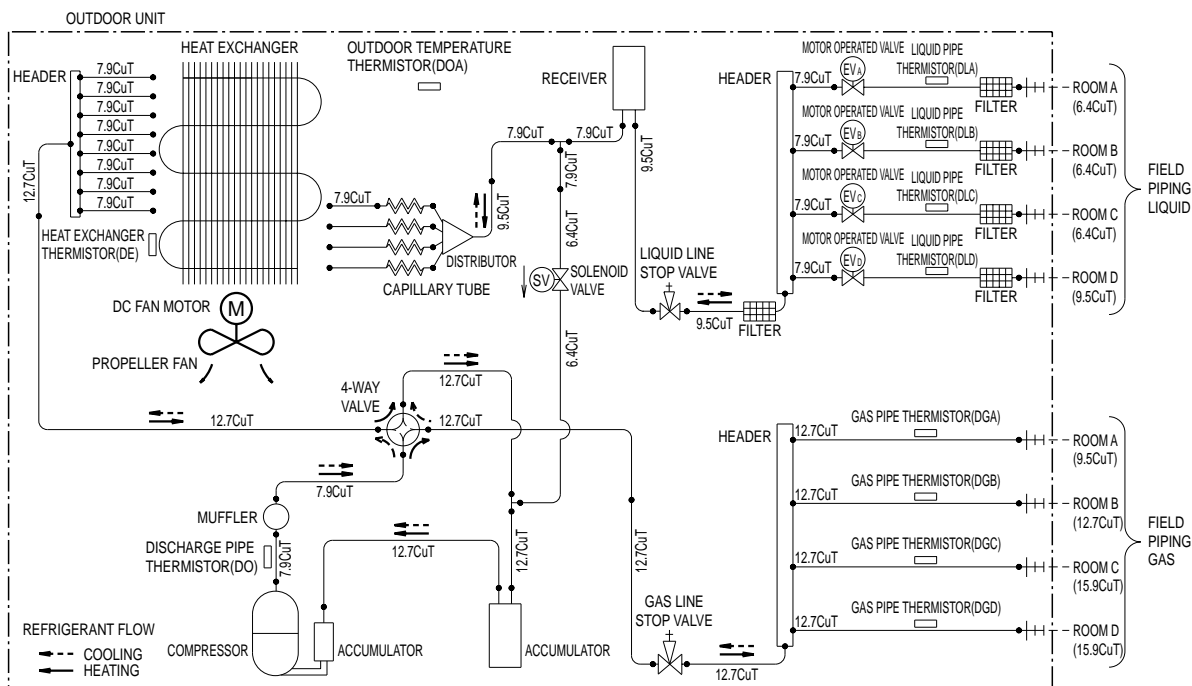 OUTDOOR UNIT
HEAT EXCHANGER
HEADER
7.9CuT
7.9CuT
7.9CuT
7.9CuT
7.9CuT
7.9CuT
7.9CuT
7.9CuT
12.7CuT
HEAT EXCHANGER
THERMISTOR(DE)
OUTDOOR TEMPERATURE
THERMISTOR(DOA)
7.9CuT
CAPILLARY TUBE
DISTRIBUTOR
9.5CuT
7.9CuT
7.9CuT
7.9CuT
6.4CuT
SV
SOLENOID
VALVE
6.4CuT
RECEIVER
9.5CuT
LIQUID LINE
STOP VALVE
9.5CuT
FILTER
HEADER
MOTOR OPERATED VALVE
LIQUID PIPE
THERMISTOR(DLA)
7.9CuT
EVA
FILTER
ROOM A
(6.4CuT)
MOTOR OPERATED VALVE
LIQUID PIPE
THERMISTOR(DLB)
7.9CuT
EVB
FILTER
ROOM B
(6.4CuT)
MOTOR OPERATED VALVE
LIQUID PIPE
THERMISTOR(DLC)
7.9CuT
EVC
FILTER
ROOM C
(6.4CuT)
MOTOR OPERATED VALVE
LIQUID PIPE
THERMISTOR(DLD)
7.9CuT
EVD
FILTER
ROOM D
(9.5CuT)
FIELD
PIPING
LIQUID
DC FAN MOTOR
M
PROPELLER FAN
4-WAY
VALVE
12.7CuT
12.7CuT
12.7CuT
7.9CuT
MUFFLER
DISCHARGE PIPE
THERMISTOR(DO)
7.9CuT
12.7CuT
12.7CuT
12.7CuT
COMPRESSOR
ACCUMULATOR
ACCUMULATOR
GAS LINE
STOP VALVE
12.7CuT
HEADER
12.7CuT
GAS PIPE THERMISTOR(DGA)
ROOM A
(9.5CuT)
12.7CuT
GAS PIPE THERMISTOR(DGB)
ROOM B
(12.7CuT)
12.7CuT
GAS PIPE THERMISTOR(DGC)
ROOM C
(15.9CuT)
12.7CuT
GAS PIPE THERMISTOR(DGD)
ROOM D
(15.9CuT)
FIELD
PIPING
GAS
REFRIGERANT FLOW
COOLING
HEATING